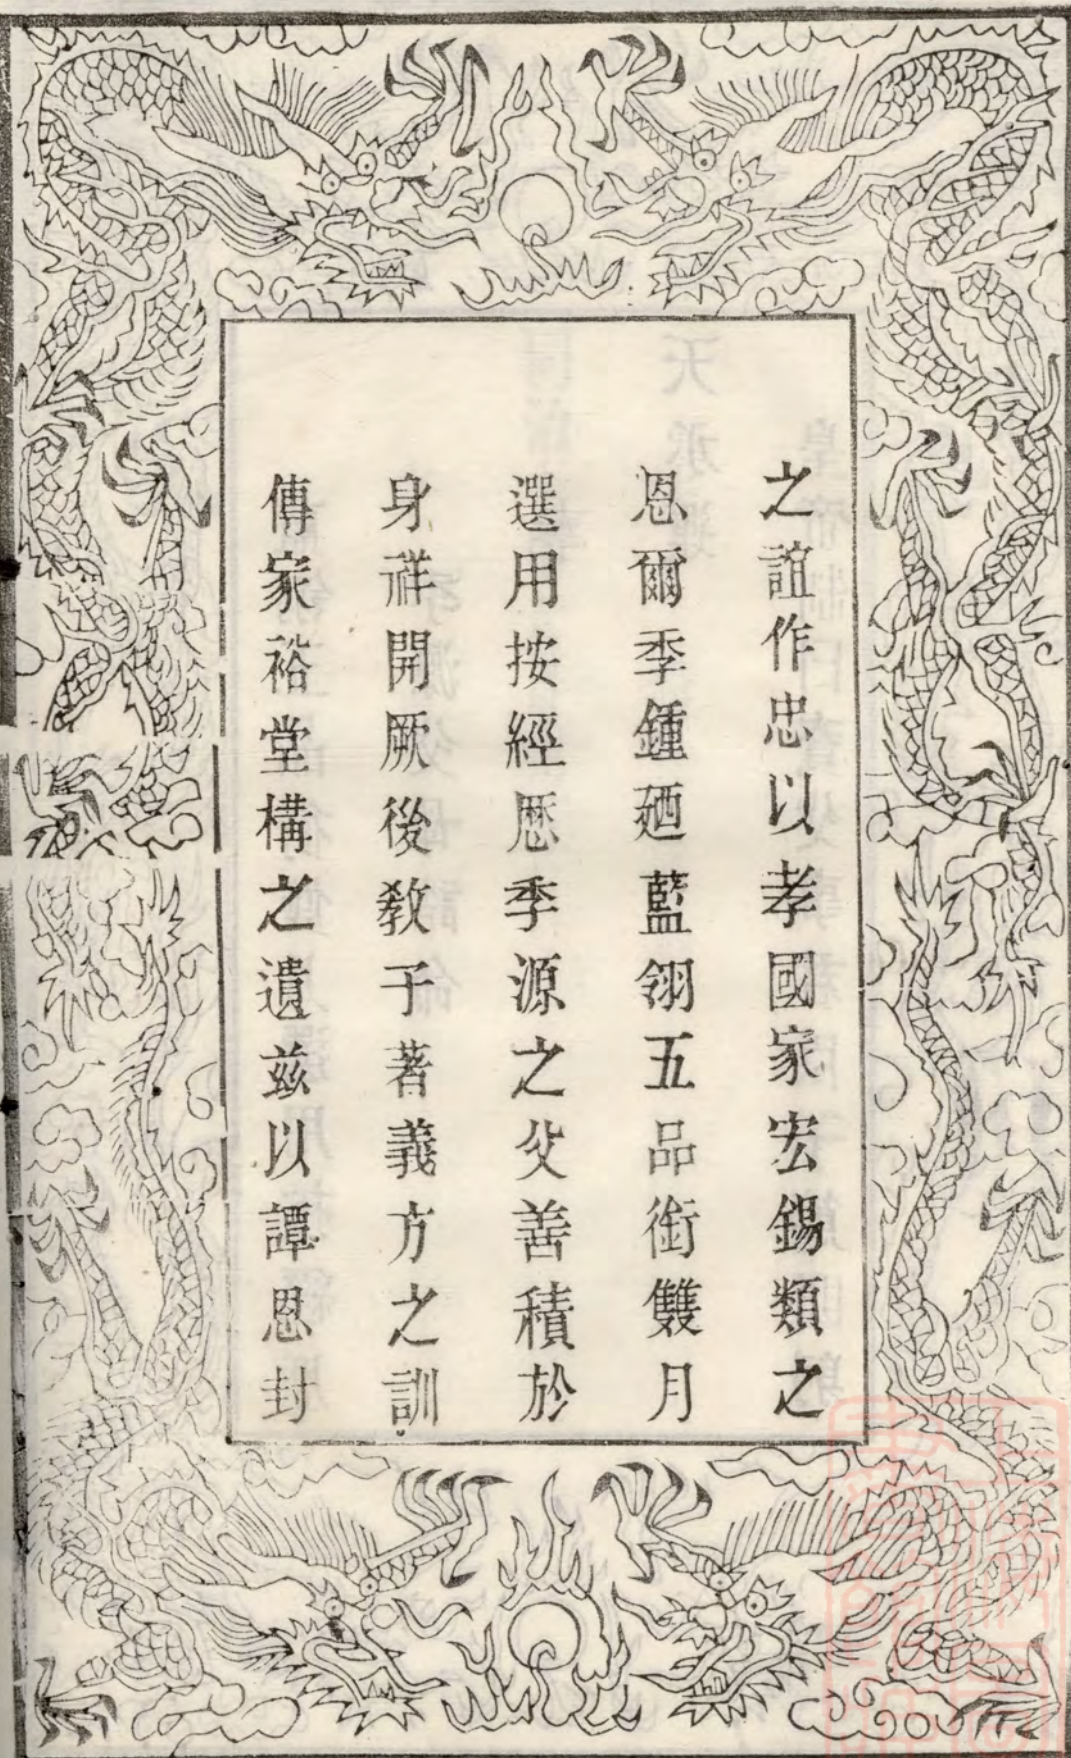 之誼作忠以孝國家宏錫類之
恩爾季鍾廼藍翎五品銜雙月
選用按經歷季源之父善積於
身祥開厥後教子著義方之訓
傳家裕堂構之遺兹以譚恩封